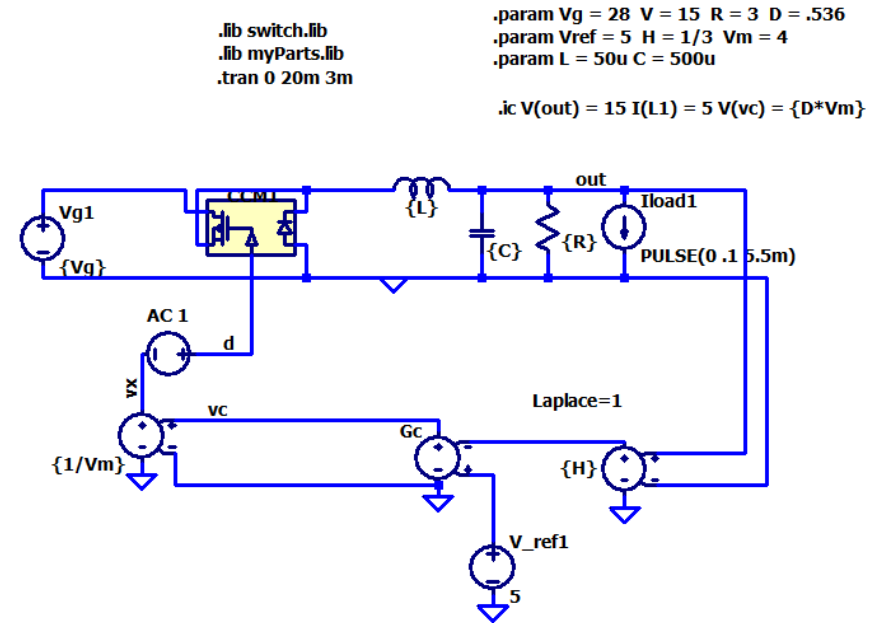 .lib switch.lib
.lib myParts.lib
.tran 0 20m 3m
.param Vg = 28 V = 15 R = 3 D = .536
.param Vref = 5 H = 1/3 Vm = 4
.param L = 50u C = 500u
.ic V(out) = 15 I(L1) = 5 V(vc) = {D*Vm}
CCM1
out
Iload1
Vg1
{L}
{C}
{R}
PULSE(0 .1 5.5m)
{Vg}
AC 1
d
vx
vc
Laplace=1
Gc
{1/Vm}
{H}
V_ref1
5